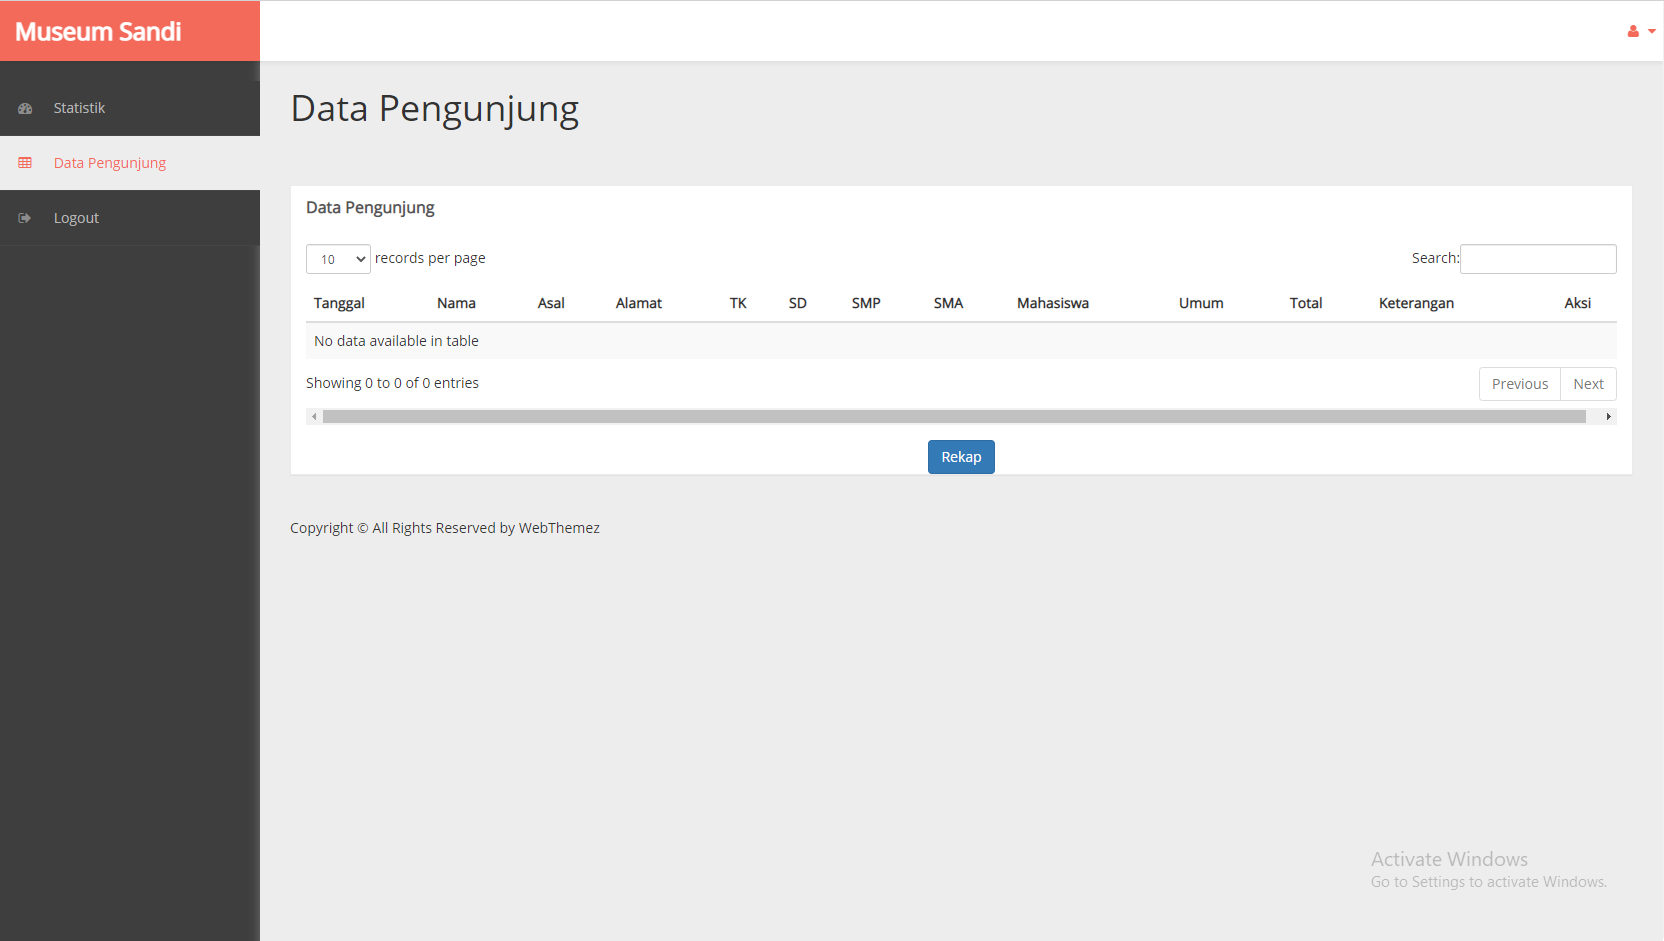 Museum Sandi
Statistik
Data Pengunjung
Logout
Data Pengunjung
Data Pengunjung
10 records per page
Search:
Tanggal Nama Asal Alamat TK SD SMP SMA Mahasiswa Umum Total Keterangan Aksi
No data available in table
Showing 0 to 0 of 0 entries
Previous Next
Rekap
Copyright © All Rights Reserved by WebThemez
Activate Windows
Go to Settings to activate Windows.